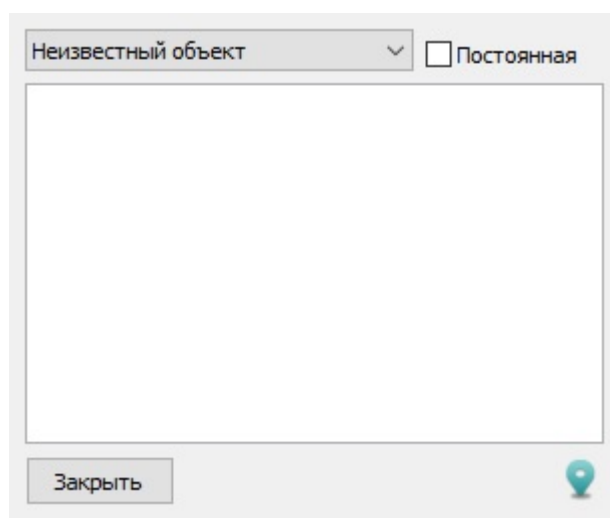 Неизвестный объект
Постоянная
Закрыть